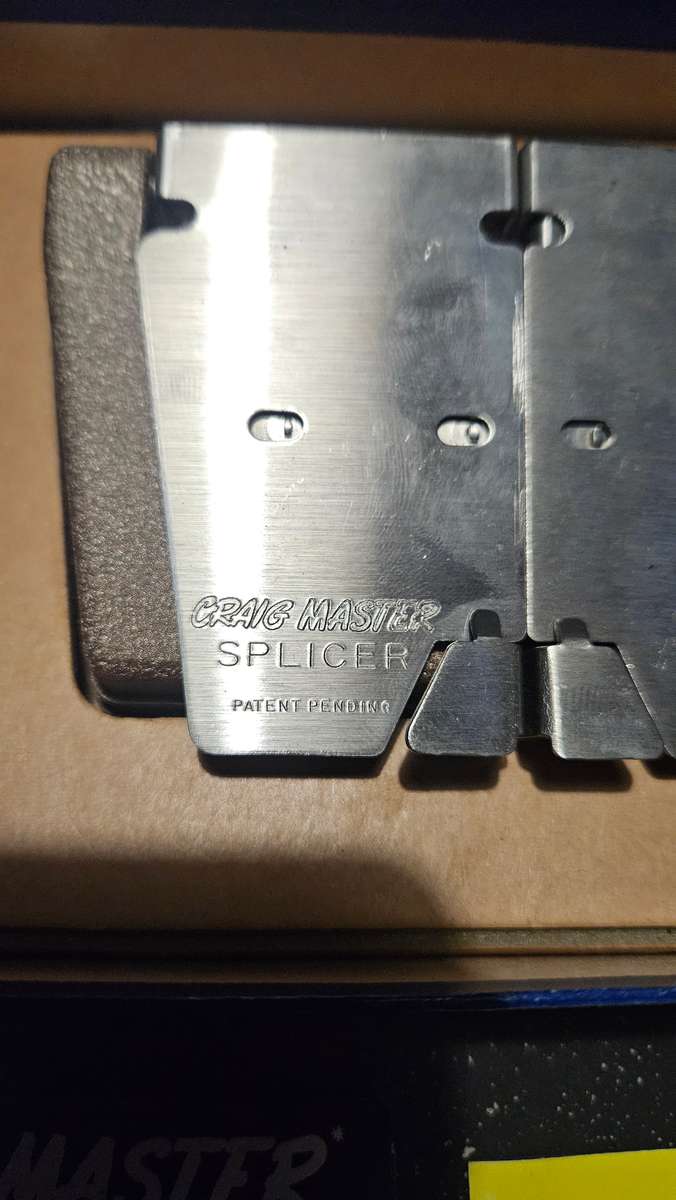 CRAIG MASTER
SPLICER
PATENT PENDING
MASTER*